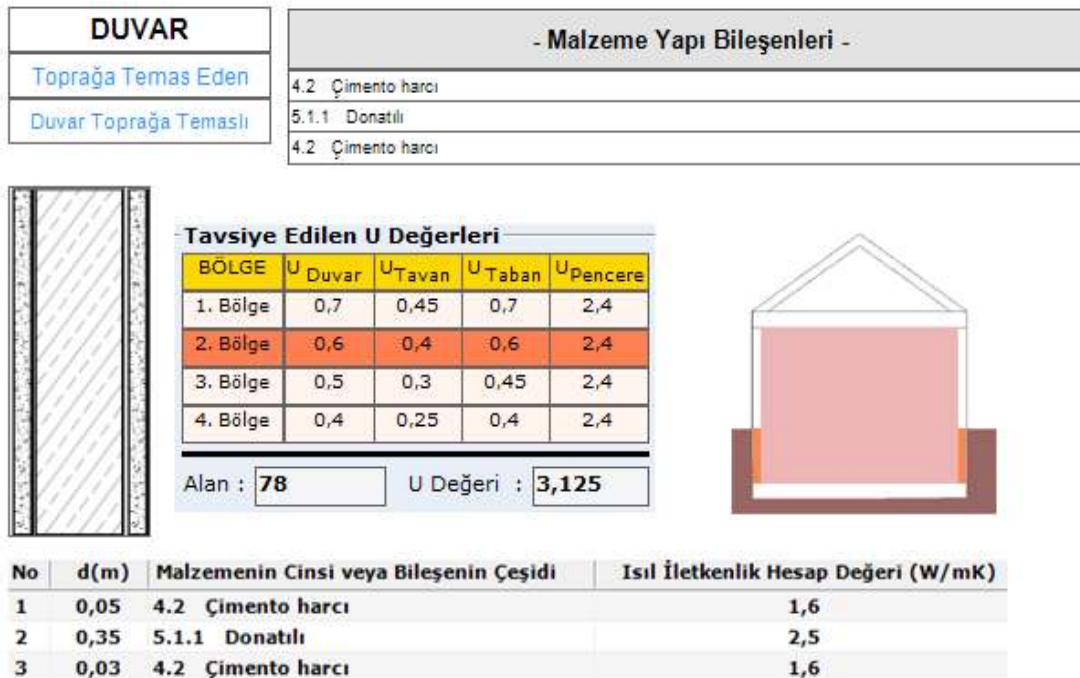 DUVAR
Toprağa Temas Eden
Duvar Toprağa Temaslı
- Malzeme Yapı Bileşenleri -
4.2 Çimento harcı
5.1.1 Donatılı
4.2 Çimento harcı
Tavsiye Edilen U Değerleri
BÖLGE U Duvar U Tavan U Taban U Pencere
1. Bölge 0,7 0,45 0,7 2,4
2. Bölge 0,6 0,4 0,6 2,4
3. Bölge 0,5 0,3 0,45 2,4
4. Bölge 0,4 0,25 0,4 2,4
Alan : 78 U Değeri : 3,125
No d(m) Malzemenin Cinsi veya Bileşenin Çeşidi Isıl İletkenlik Hesap Değeri (W/mK)
1 0,05 4.2 Çimento harcı 1,6
2 0,35 5.1.1 Donatılı 2,5
3 0,03 4.2 Çimento harcı 1,6